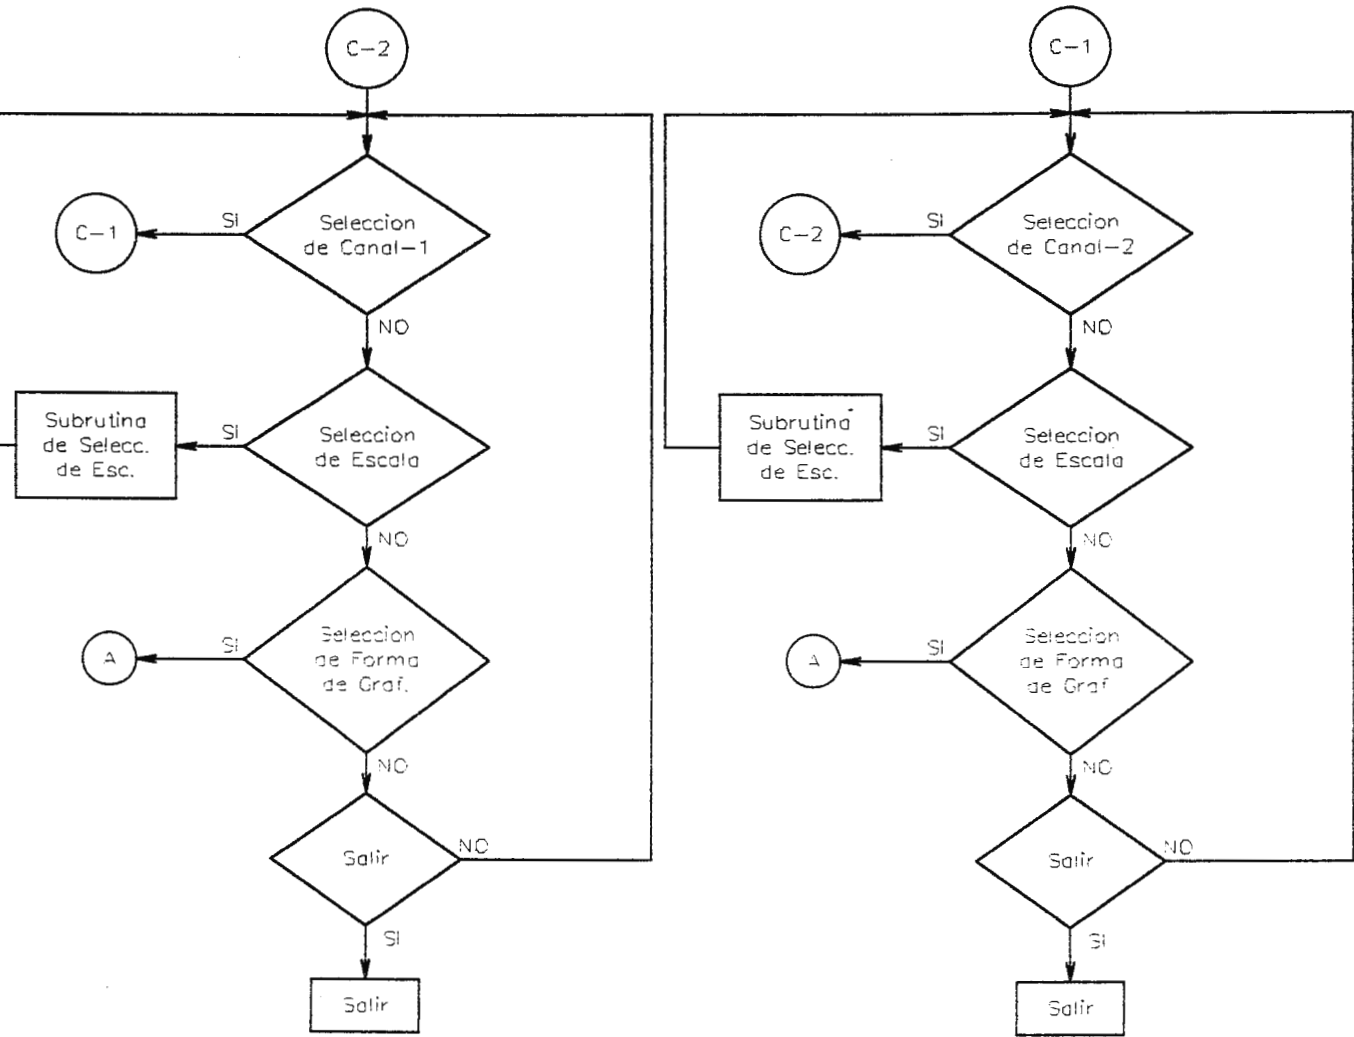 C-2
SI
Seleccion
de Canal-1
C-1
NO
Subrutina
de Selecc.
de Esc.
SI
Seleccion
de Escala
NO
A
SI
Seleccion
de Forma
de Graf.
NO
Salir
NO
SI
Salir
C-1
SI
Seleccion
de Canal-2
C-2
NO
Subrutina
de Selecc.
de Esc.
SI
Seleccion
de Escala
NO
A
SI
Seleccion
de Forma
de Graf
NO
Salir
NO
SI
Salir